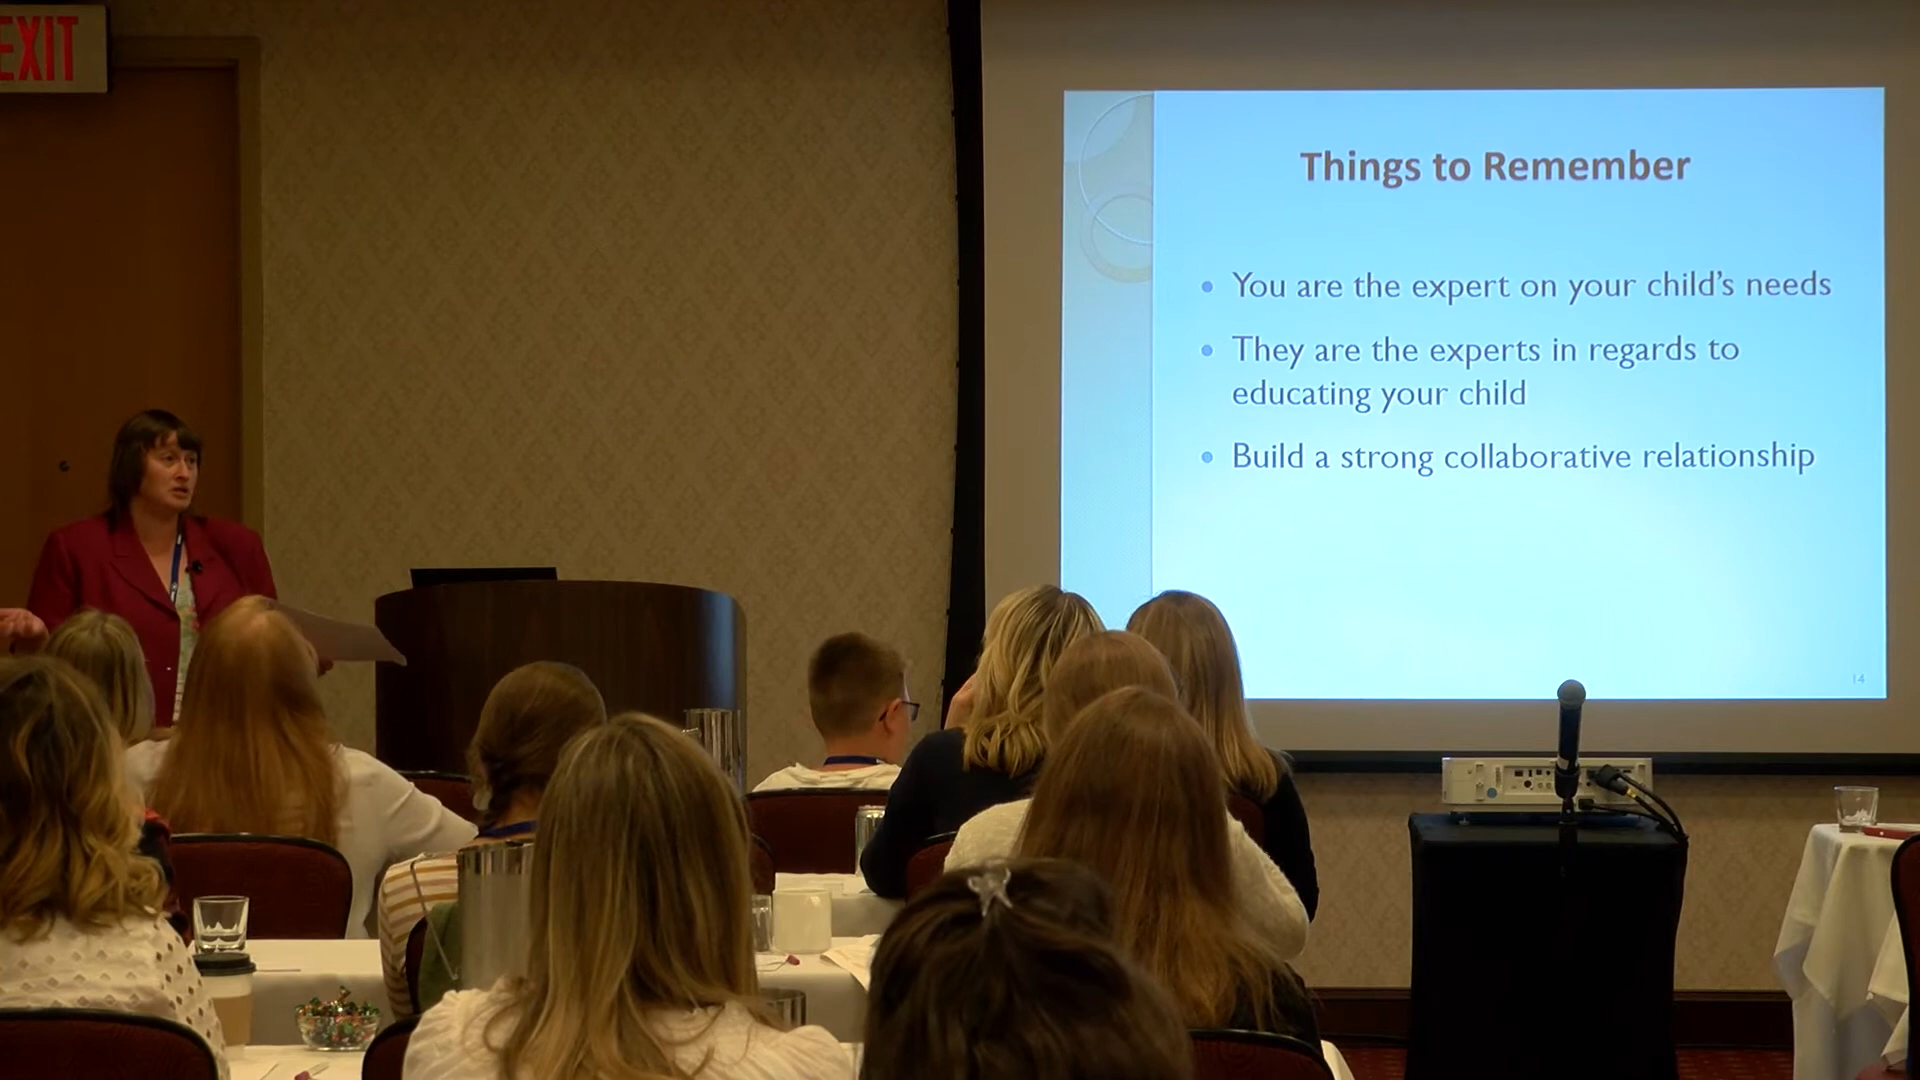 EXIT
Things to Remember
• You are the expert on your child's needs
• They are the experts in regards to
educating your child
• Build a strong collaborative relationship
14